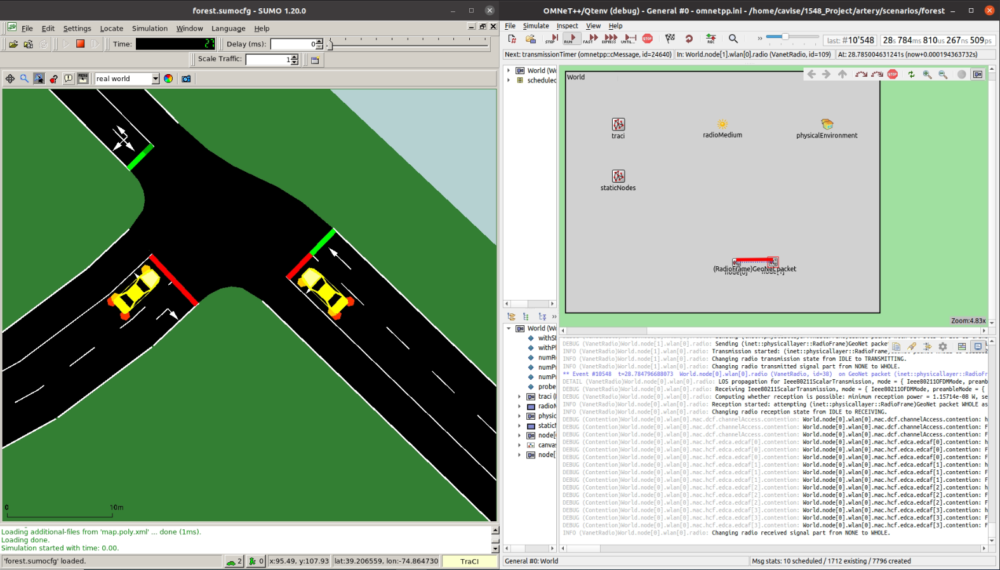 forest.sumocfg - SUMO 1.20.0
File Edit Settings Locate Simulation Window Language Help
Time: 27 Delay (ms): 0
Scale Traffic: 1
real world
0 10m
Loading additional-files from 'map.poly.xml' ... done (1ms).
Loading done.
Simulation started with time: 0.00.
'forest.sumocfg' loaded. 2 0 x:95.49, y:107.93 lat:39.206559, lon:-74.864730 TraCI
OMNeT++/Qtenv (debug) - General #0 - omnetpp.ini - /home/cavise/1548_Project/artery/scenarios/forest
File Simulate Inspect View Help
STEP RUN FAST EXPRESS UNTIL... STOP REC » last: #10'548 28s 784ms 810us 267ns 509ps
Next: transmissionTimer (omnetpp::cMessage, id=24640) In: World.node[1].wlan[0].radio (VanetRadio, id=109) At: 28.785004631241s (now+0.000194363732s)
World (Wo
scheduled
World
STOP
traci
radioMedium
physicalEnvironment
staticNodes
(RadioFrame)GeoNet packet
node[0] node[1]
Zoom:4.83x
»
World (Wo
withSt
withPl
numRe
numPr
numPr
probe
traci (
radioM
physic
static
node[
canvas
node[
DEBUG (VanetRadio)World.node[1].wlan[0].radio: Sending (inet::physicallayer::RadioFrame)GeoNet packet
INFO (VanetRadio)World.node[1].wlan[0].radio: Transmission started: (inet::physicallayer::RadioFrame)
INFO (VanetRadio)World.node[1].wlan[0].radio: Changing radio transmission state from IDLE to TRANSMITTING.
INFO (VanetRadio)World.node[1].wlan[0].radio: Changing radio transmitted signal part from NONE to WHOLE.
** Event #10548 t=28.784796688073 World.node[0].wlan[0].radio (VanetRadio, id=38) on GeoNet packet (inet::physicallayer::RadioFr
DETAIL (VanetRadio)World.node[0].wlan[0].radio: LOS propagation for Ieee80211ScalarTransmission, mode = { Ieee80211OFDMMode, preamb
DEBUG (VanetRadio)World.node[0].wlan[0].radio: Receiving Ieee80211ScalarTransmission, mode = { Ieee80211OFDMMode, preambleMode = {
DEBUG (VanetRadio)World.node[0].wlan[0].radio: Computing whether reception is possible: minimum reception power = 1.15714e-08 W, se
INFO (VanetRadio)World.node[0].wlan[0].radio: Reception started: attempting (inet::physicallayer::RadioFrame)GeoNet packet WHOLE as
INFO (VanetRadio)World.node[0].wlan[0].radio: Changing radio reception state from IDLE to RECEIVING.
DEBUG (Contention)World.node[0].wlan[0].mac.dcf.channelAccess.contention: World.node[0].wlan[0].mac.dcf.channelAccess.contention: h
DEBUG (Contention)World.node[0].wlan[0].mac.dcf.channelAccess.contention: World.node[0].wlan[0].mac.dcf.channelAccess.contention: F
DEBUG (Contention)World.node[0].wlan[0].mac.dcf.channelAccess.contention: World.node[0].wlan[0].mac.dcf.channelAccess.contention: F
DEBUG (Contention)World.node[0].wlan[0].mac.hcf.edca.edcaf[0].contention: World.node[0].wlan[0].mac.hcf.edca.edcaf[0].contention: h
DEBUG (Contention)World.node[0].wlan[0].mac.hcf.edca.edcaf[0].contention: World.node[0].wlan[0].mac.hcf.edca.edcaf[0].contention: F
DEBUG (Contention)World.node[0].wlan[0].mac.hcf.edca.edcaf[0].contention: World.node[0].wlan[0].mac.hcf.edca.edcaf[0].contention: F
DEBUG (Contention)World.node[0].wlan[0].mac.hcf.edca.edcaf[1].contention: World.node[0].wlan[0].mac.hcf.edca.edcaf[1].contention: h
DEBUG (Contention)World.node[0].wlan[0].mac.hcf.edca.edcaf[1].contention: World.node[0].wlan[0].mac.hcf.edca.edcaf[1].contention: F
DEBUG (Contention)World.node[0].wlan[0].mac.hcf.edca.edcaf[1].contention: World.node[0].wlan[0].mac.hcf.edca.edcaf[1].contention: F
DEBUG (Contention)World.node[0].wlan[0].mac.hcf.edca.edcaf[2].contention: World.node[0].wlan[0].mac.hcf.edca.edcaf[2].contention: h
DEBUG (Contention)World.node[0].wlan[0].mac.hcf.edca.edcaf[2].contention: World.node[0].wlan[0].mac.hcf.edca.edcaf[2].contention: F
DEBUG (Contention)World.node[0].wlan[0].mac.hcf.edca.edcaf[2].contention: World.node[0].wlan[0].mac.hcf.edca.edcaf[2].contention: F
DEBUG (Contention)World.node[0].wlan[0].mac.hcf.edca.edcaf[3].contention: World.node[0].wlan[0].mac.hcf.edca.edcaf[3].contention: h
DEBUG (Contention)World.node[0].wlan[0].mac.hcf.edca.edcaf[3].contention: World.node[0].wlan[0].mac.hcf.edca.edcaf[3].contention: F
DEBUG (Contention)World.node[0].wlan[0].mac.hcf.edca.edcaf[3].contention: World.node[0].wlan[0].mac.hcf.edca.edcaf[3].contention: F
INFO (VanetRadio)World.node[0].wlan[0].radio: Changing radio received signal part from NONE to WHOLE.
General #0: World Msg stats: 10 scheduled / 1712 existing / 7796 created